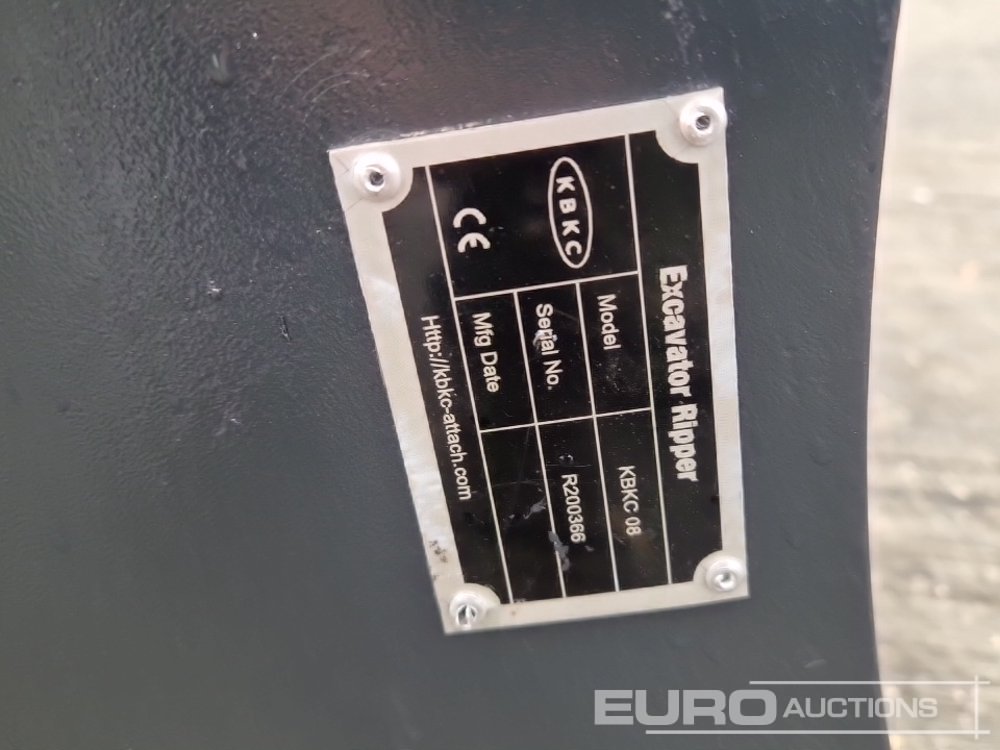 Excavator Ripper
KBKC
CE
Model KBKC 08
Serial No. R200366
Mfg Date
Http://kbkc-attach.com
EURO AUCTIONS